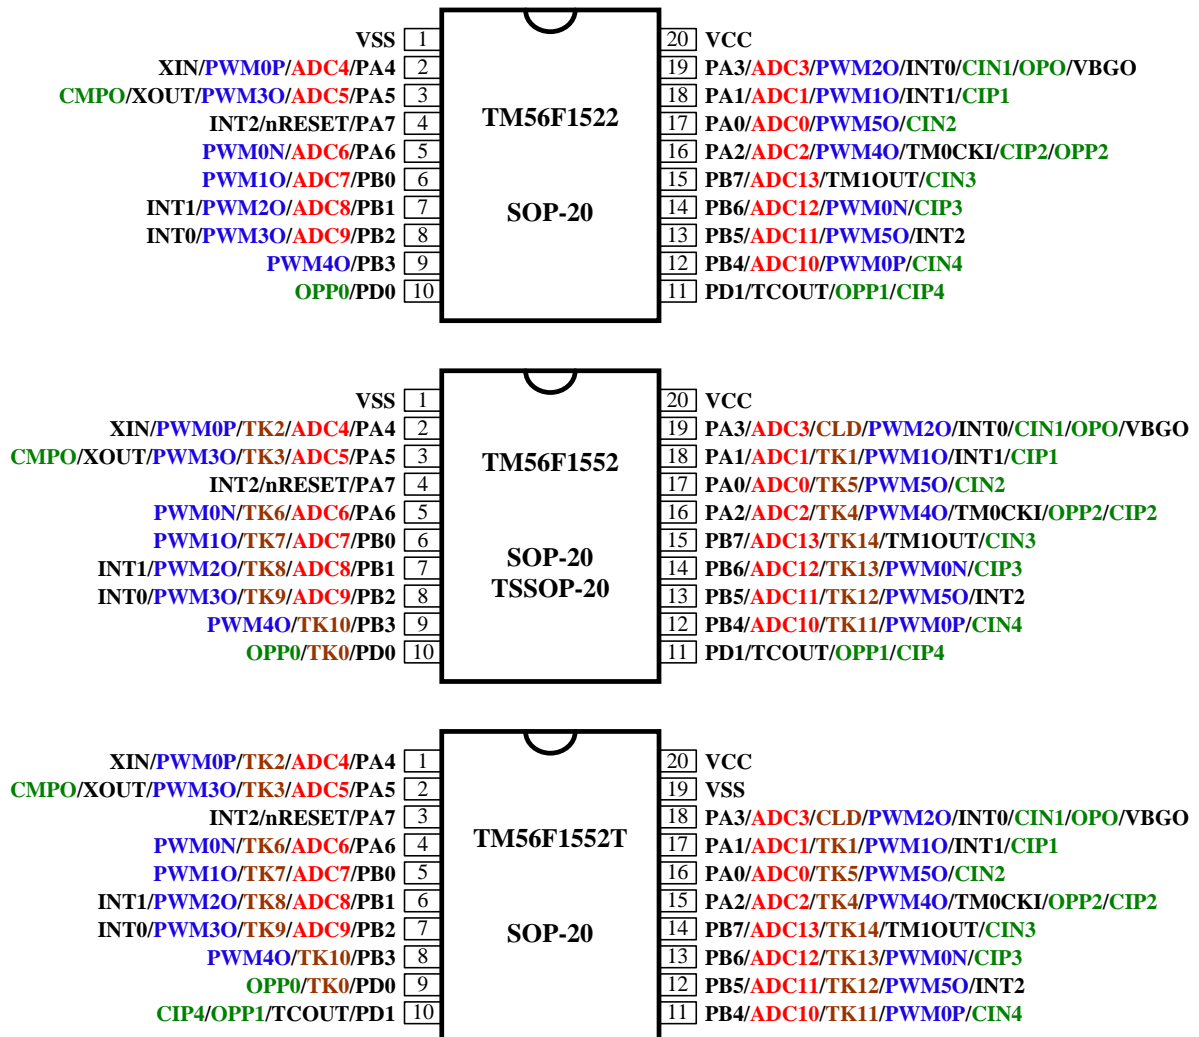 VSS 1 20 VCC
XIN/PWM0P/ADC4/PA4 2 19 PA3/ADC3/PWM2O/INT0/CIN1/OPO/VBGO
CMPO/XOUT/PWM3O/ADC5/PA5 3 18 PA1/ADC1/PWM1O/INT1/CIP1
INT2/nRESET/PA7 4 TM56F1522 17 PA0/ADC0/PWM5O/CIN2
PWM0N/ADC6/PA6 5 16 PA2/ADC2/PWM4O/TM0CKI/CIP2/OPP2
PWM1O/ADC7/PB0 6 15 PB7/ADC13/TM1OUT/CIN3
INT1/PWM2O/ADC8/PB1 7 SOP-20 14 PB6/ADC12/PWM0N/CIP3
INT0/PWM3O/ADC9/PB2 8 13 PB5/ADC11/PWM5O/INT2
PWM4O/PB3 9 12 PB4/ADC10/PWM0P/CIN4
OPP0/PD0 10 11 PD1/TCOUT/OPP1/CIP4
VSS 1 20 VCC
XIN/PWM0P/TK2/ADC4/PA4 2 19 PA3/ADC3/CLD/PWM2O/INT0/CIN1/OPO/VBGO
CMPO/XOUT/PWM3O/TK3/ADC5/PA5 3 TM56F1552 18 PA1/ADC1/TK1/PWM1O/INT1/CIP1
INT2/nRESET/PA7 4 17 PA0/ADC0/TK5/PWM5O/CIN2
PWM0N/TK6/ADC6/PA6 5 16 PA2/ADC2/TK4/PWM4O/TM0CKI/OPP2/CIP2
PWM1O/TK7/ADC7/PB0 6 SOP-20 15 PB7/ADC13/TK14/TM1OUT/CIN3
INT1/PWM2O/TK8/ADC8/PB1 7 TSSOP-20 14 PB6/ADC12/TK13/PWM0N/CIP3
INT0/PWM3O/TK9/ADC9/PB2 8 13 PB5/ADC11/TK12/PWM5O/INT2
PWM4O/TK10/PB3 9 12 PB4/ADC10/TK11/PWM0P/CIN4
OPP0/TK0/PD0 10 11 PD1/TCOUT/OPP1/CIP4
XIN/PWM0P/TK2/ADC4/PA4 1 20 VCC
CMPO/XOUT/PWM3O/TK3/ADC5/PA5 2 19 VSS
INT2/nRESET/PA7 3 18 PA3/ADC3/CLD/PWM2O/INT0/CIN1/OPO/VBGO
PWM0N/TK6/ADC6/PA6 4 TM56F1552T 17 PA1/ADC1/TK1/PWM1O/INT1/CIP1
PWM1O/TK7/ADC7/PB0 5 16 PA0/ADC0/TK5/PWM5O/CIN2
INT1/PWM2O/TK8/ADC8/PB1 6 15 PA2/ADC2/TK4/PWM4O/TM0CKI/OPP2/CIP2
INT0/PWM3O/TK9/ADC9/PB2 7 SOP-20 14 PB7/ADC13/TK14/TM1OUT/CIN3
PWM4O/TK10/PB3 8 13 PB6/ADC12/TK13/PWM0N/CIP3
OPP0/TK0/PD0 9 12 PB5/ADC11/TK12/PWM5O/INT2
CIP4/OPP1/TCOUT/PD1 10 11 PB4/ADC10/TK11/PWM0P/CIN4